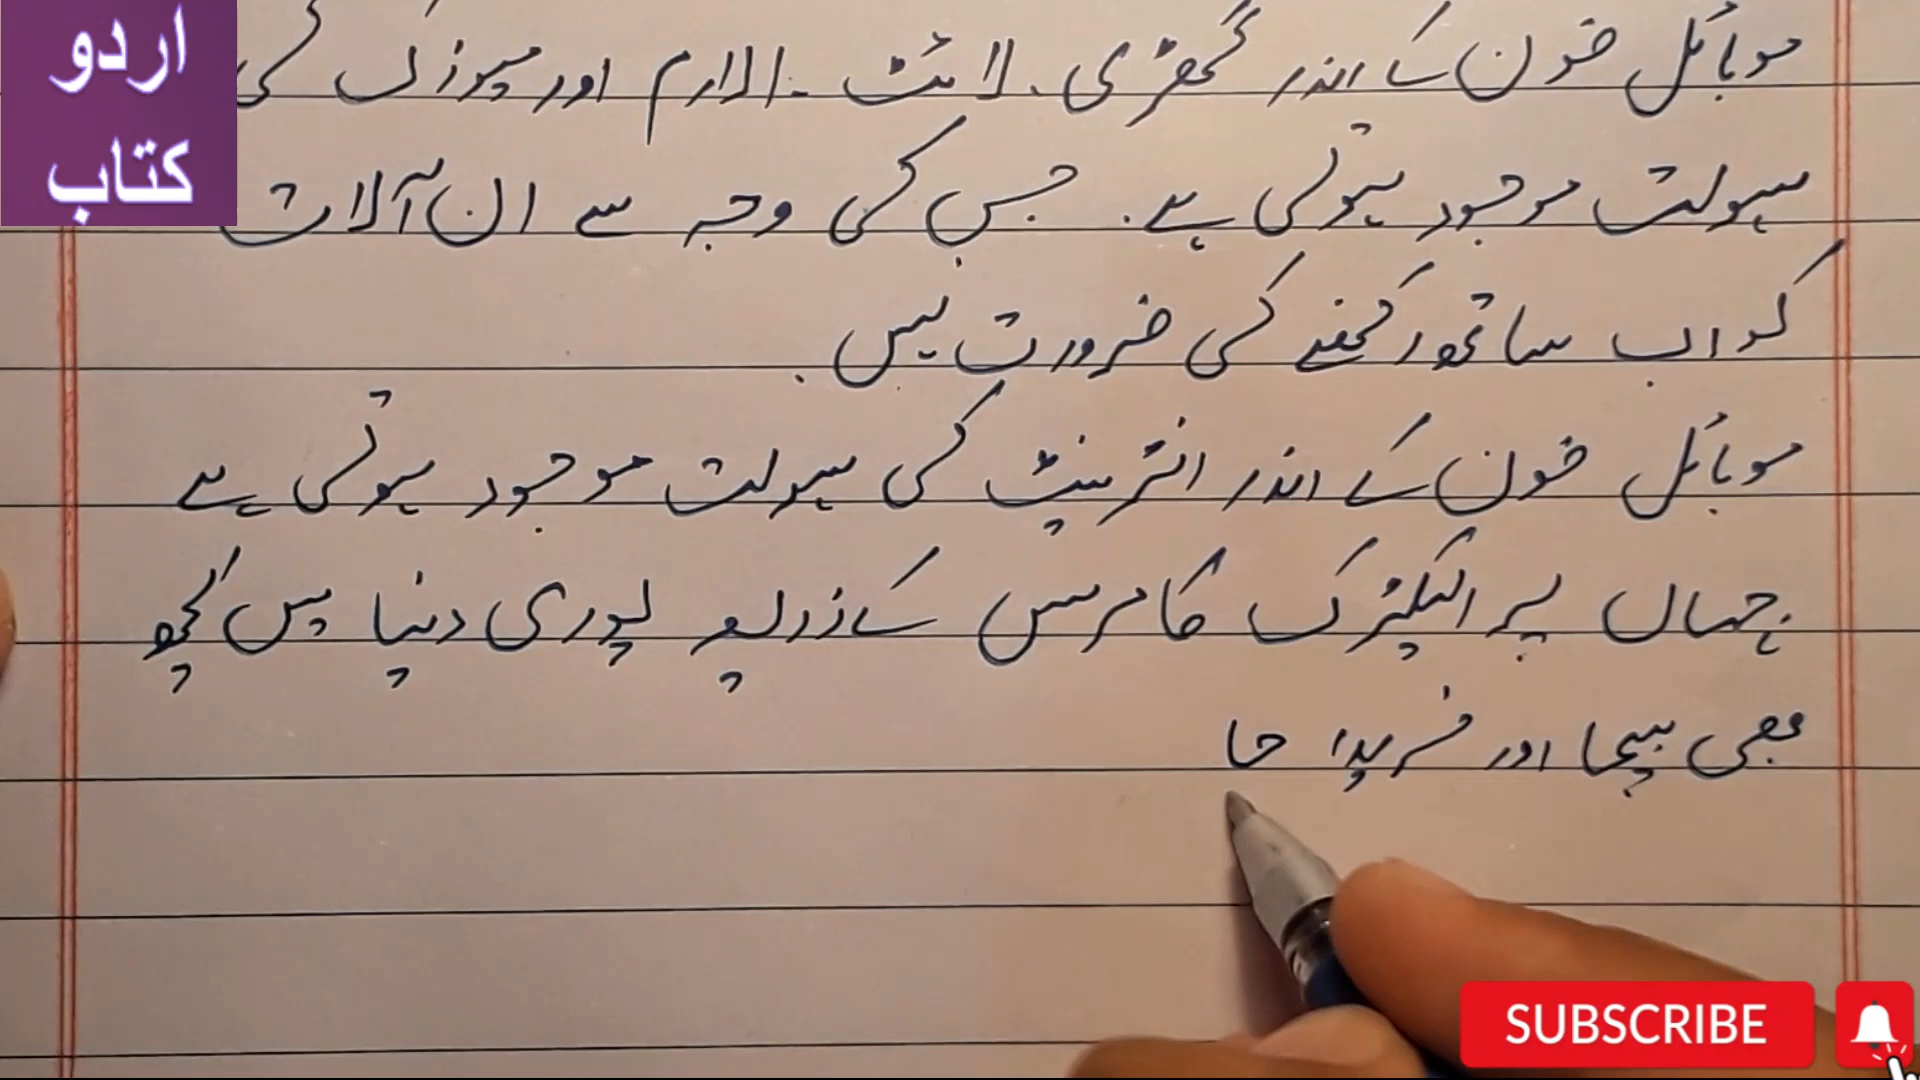 اردو
کتاب
موبائل فون کے اندر گھڑی۔ لائٹ۔ الارم اور میوزک کی
سہولت موجود ہوتی ہے۔ جس کی وجہ سے ان آلات
کو اب ساتھ رکھنے کی ضرورت نہیں۔
موبائل فون کے اندر انٹرنیٹ کی سہولت موجود ہوتی ہے
جہاں پر الیکٹرک کامرس کے ذریعہ پوری دنیا میں کچھ
بھی بیچا اور خریدا جا
SUBSCRIBE